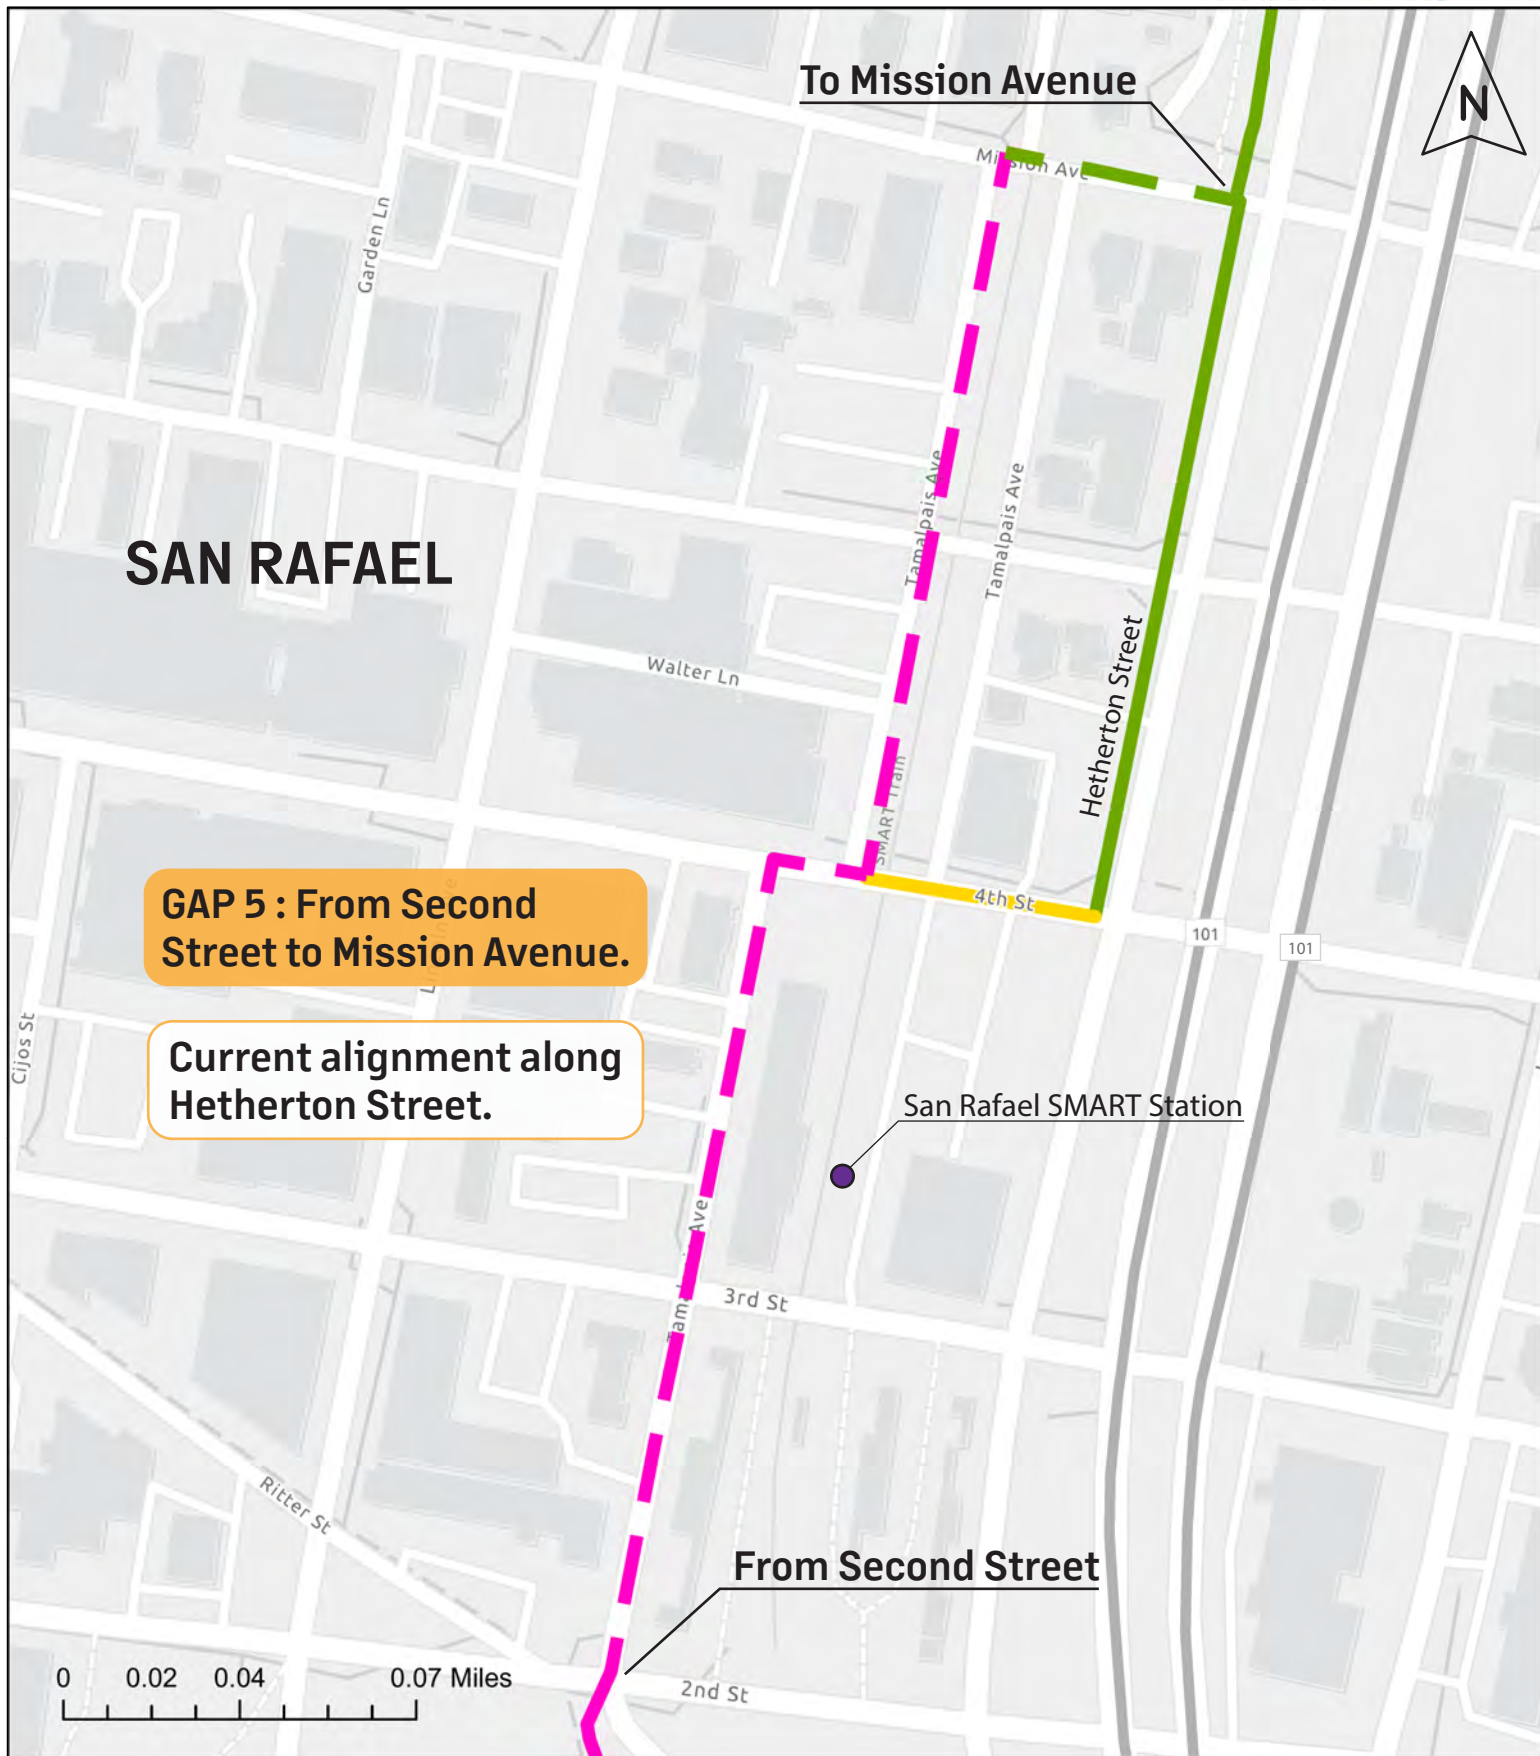 To Mission Avenue
N
Mission Ave
Garden Ln
Tamalpais Ave
Tamalpais Ave
SAN RAFAEL
Walter Ln
Hetherton Street
SMART Train
4th St
101
101
GAP 5 : From Second
Street to Mission Avenue.
Cijos St
Current alignment along
Hetherton Street.
San Rafael SMART Station
Ave
3rd St
Ritter St
From Second Street
0 0.02 0.04 0.07 Miles
2nd St